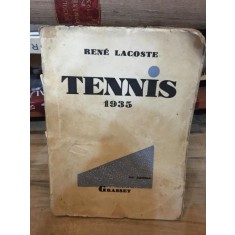 RENÉ LACOSTE
TENNIS
1935
GRASSET